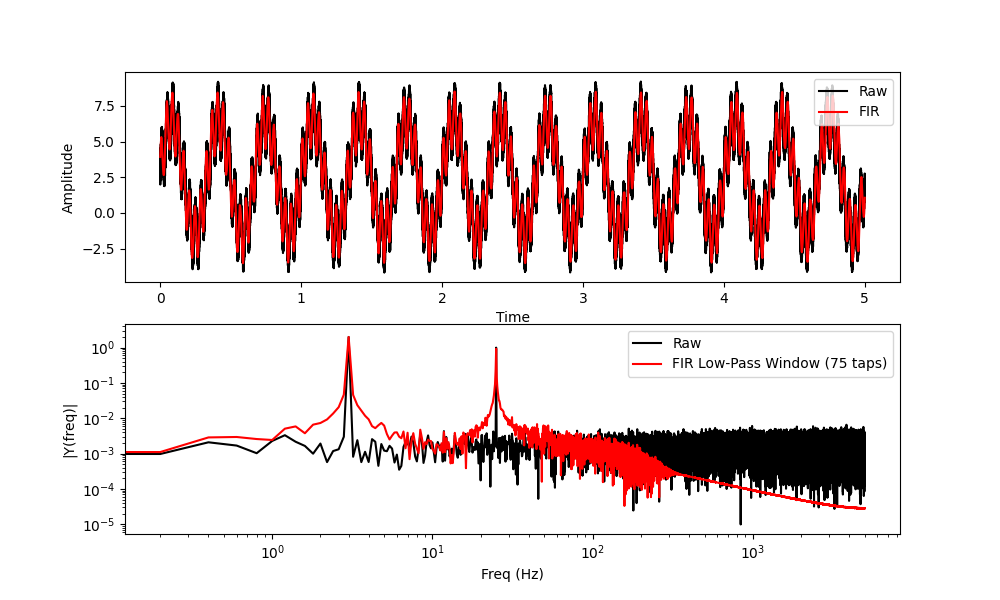 7.5
5.0
2.5
0.0
−2.5
Amplitude
Raw
FIR
0 1 2 3 4 5
Time
10⁰
10⁻¹
10⁻²
10⁻³
10⁻⁴
10⁻⁵
|Y(freq)|
Raw
FIR Low-Pass Window (75 taps)
10⁰ 10¹ 10² 10³
Freq (Hz)